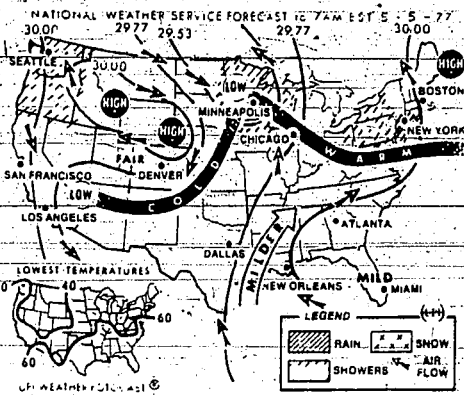 NATIONAL WEATHER SERVICE FORECAST to 7AM EST 5-5-77
30.00 29.77 29.53 29.77 30.00
SEATTLE
30.00
LOW
HIGH
BOSTON
HIGH
MINNEAPOLIS
HIGH
NEW YORK
CHICAGO
FAIR
DENVER
WARM
SAN FRANCISCO
LOW
COLD
LOS ANGELES
ATLANTA
DALLAS
MILDER
LOWEST TEMPERATURES
NEW ORLEANS
MILD
MIAMI
40
60
60
LEGEND
RAIN
SNOW
SHOWERS
AIR FLOW
UPI WEATHER FOTOCAST ®